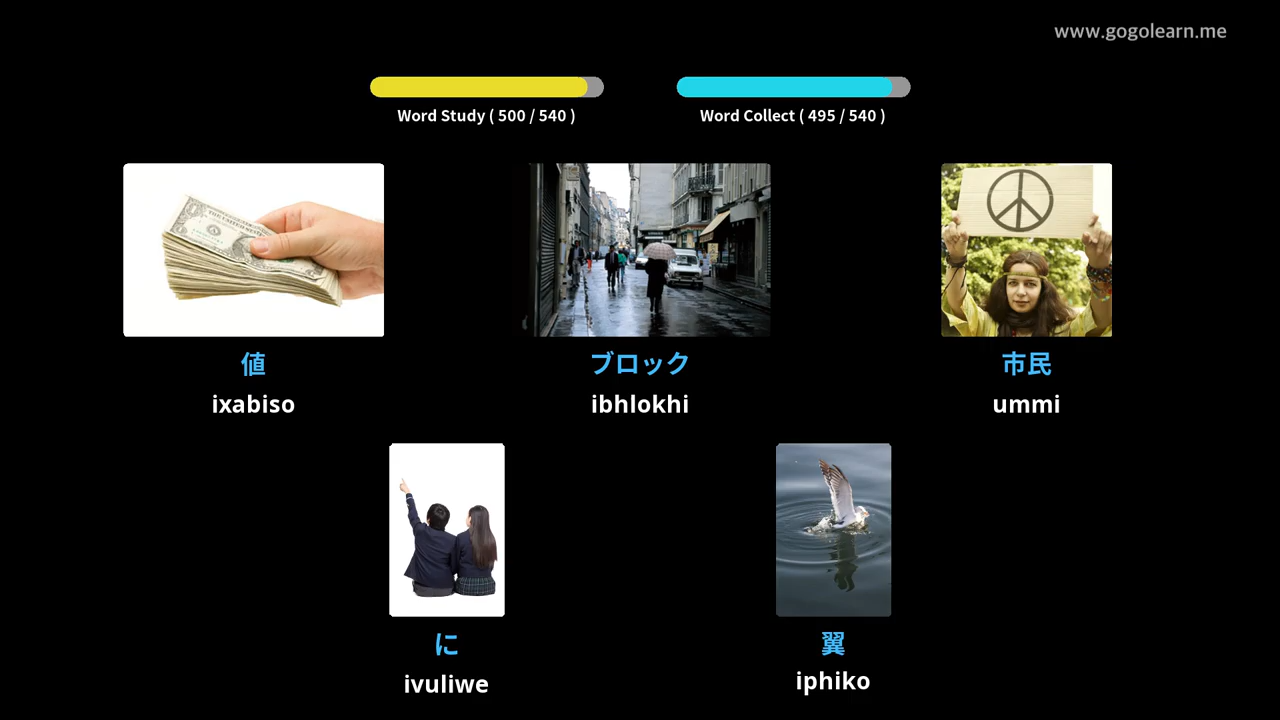 www.gogolearn.me
Word Study ( 500 / 540 )
Word Collect ( 495 / 540 )
値
ixabiso
ブロック
ibhlokhi
市民
ummi
に
ivuliwe
翼
iphiko